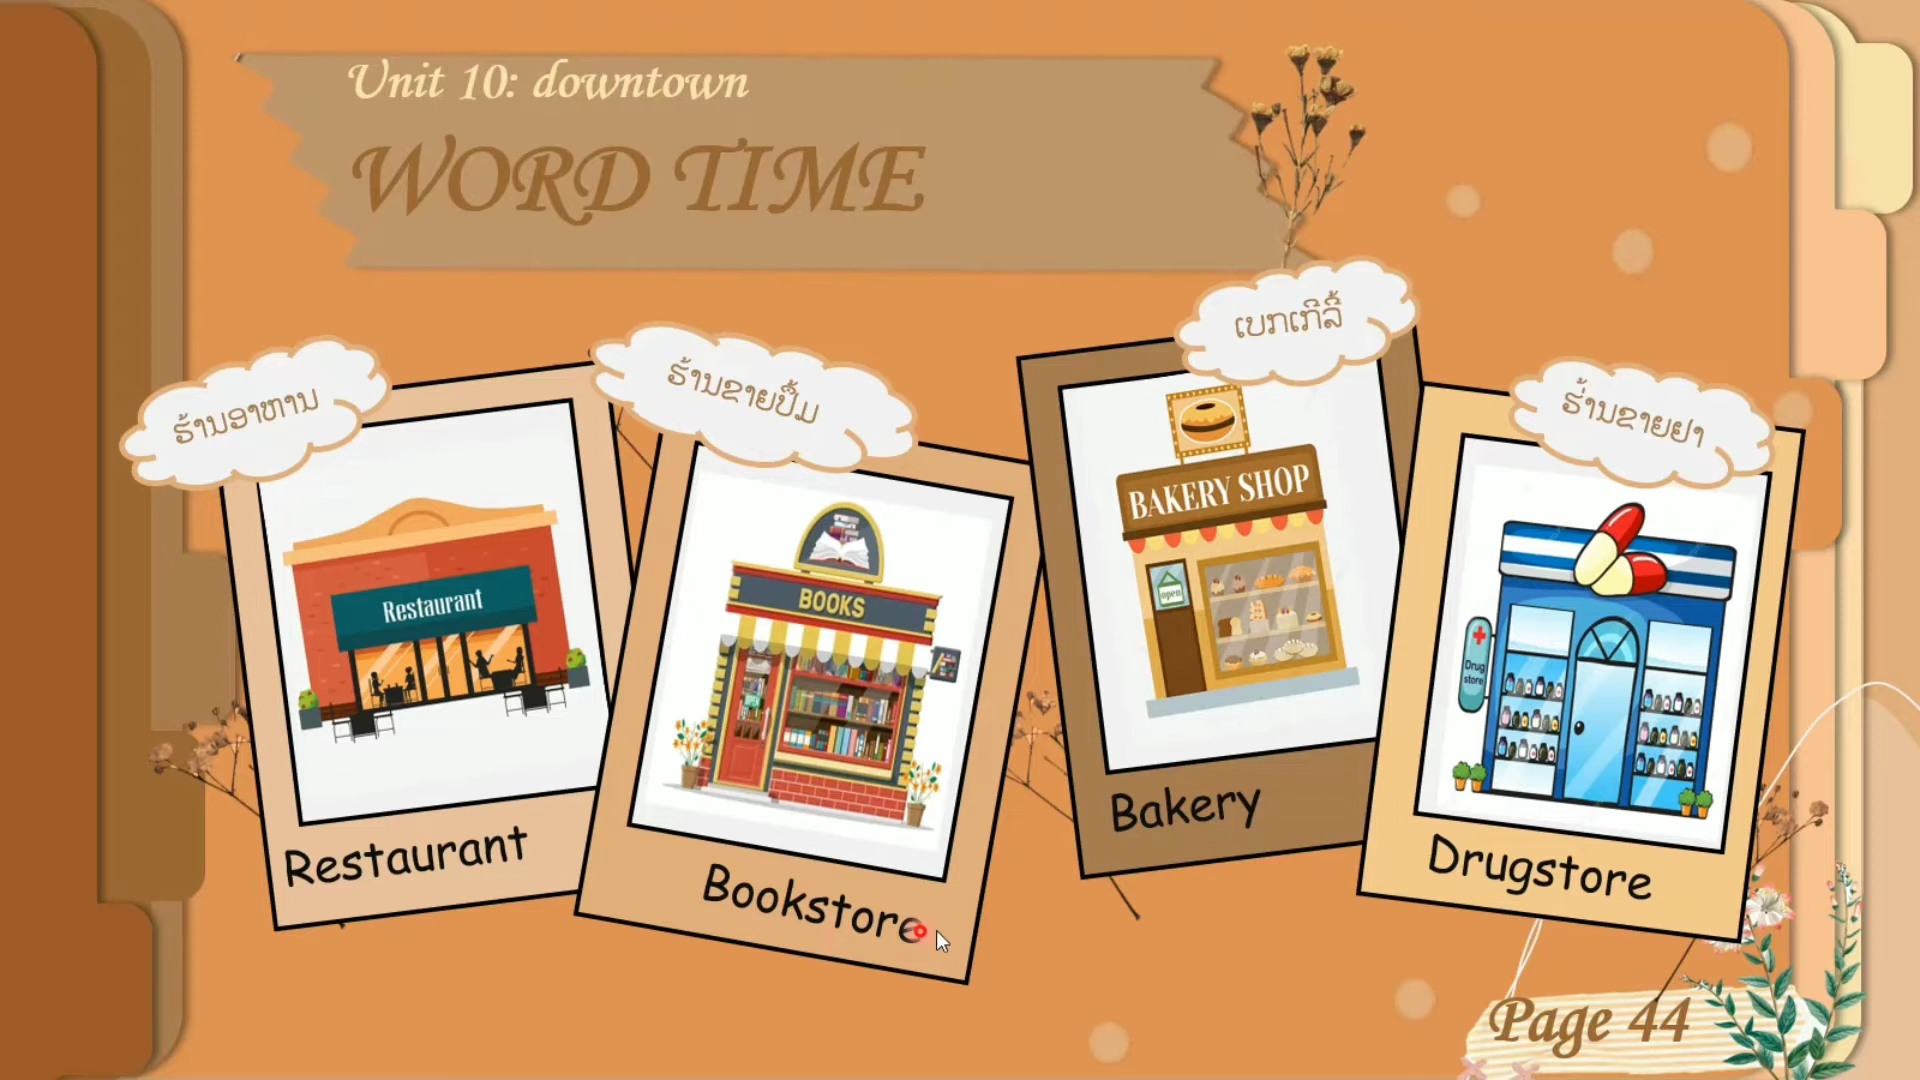 Unit 10: downtown
WORD TIME
ຮ້ານອາຫານ
Restaurant
Restaurant
ຮ້ານຂາຍປຶ້ມ
BOOKS
Bookstore
ເບເກີລີ້
BAKERY SHOP
open
Bakery
ຮ່ານຂາຍຢາ
Drug
store
Drugstore
Page 44